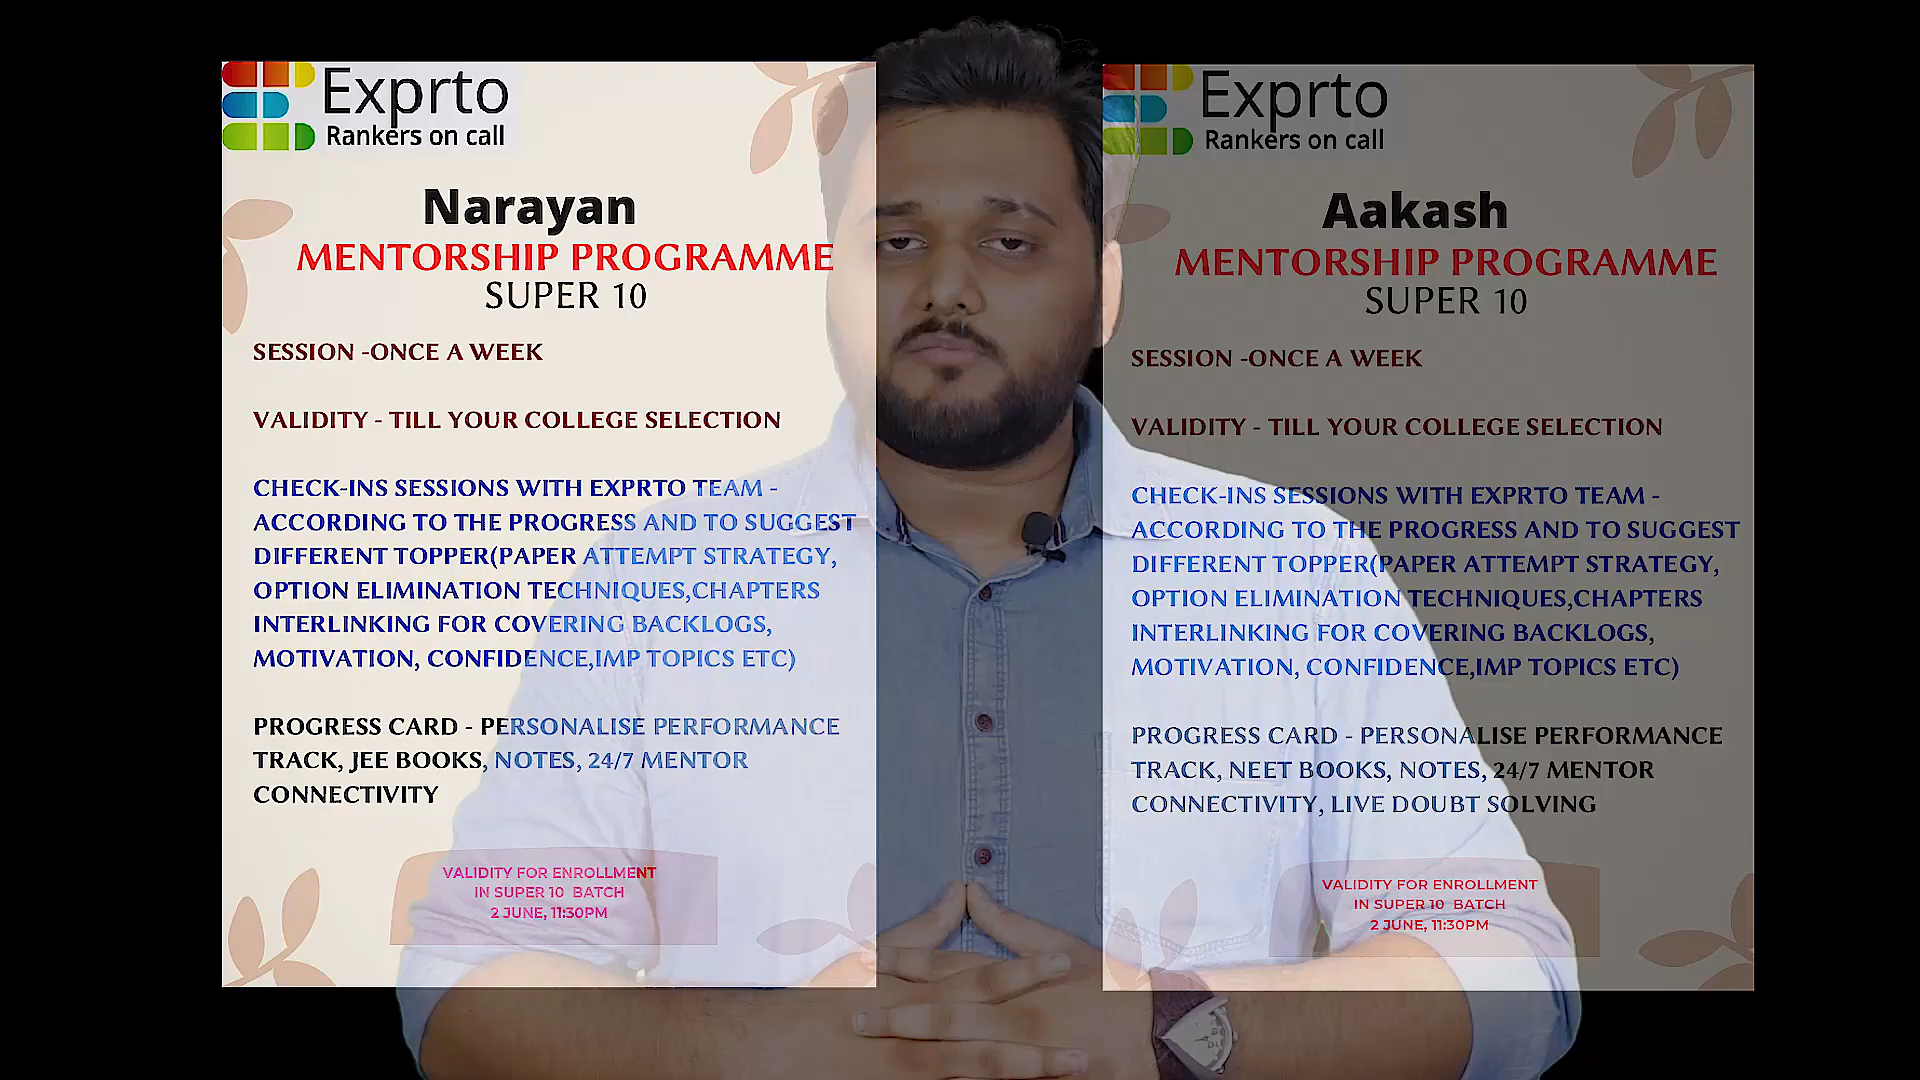 Exprto
Rankers on call
Narayan
MENTORSHIP PROGRAMME
SUPER 10
SESSION -ONCE A WEEK
VALIDITY - TILL YOUR COLLEGE SELECTION
CHECK-INS SESSIONS WITH EXPRTO TEAM -
ACCORDING TO THE PROGRESS AND TO SUGGEST
DIFFERENT TOPPER(PAPER ATTEMPT STRATEGY,
OPTION ELIMINATION TECHNIQUES,CHAPTERS
INTERLINKING FOR COVERING BACKLOGS,
MOTIVATION, CONFIDENCE,IMP TOPICS ETC)
PROGRESS CARD - PERSONALISE PERFORMANCE
TRACK, JEE BOOKS, NOTES, 24/7 MENTOR
CONNECTIVITY
VALIDITY FOR ENROLLMENT
IN SUPER 10 BATCH
2 JUNE, 11:30PM
Exprto
Rankers on call
Aakash
MENTORSHIP PROGRAMME
SUPER 10
SESSION -ONCE A WEEK
VALIDITY - TILL YOUR COLLEGE SELECTION
CHECK-INS SESSIONS WITH EXPRTO TEAM -
ACCORDING TO THE PROGRESS AND TO SUGGEST
DIFFERENT TOPPER(PAPER ATTEMPT STRATEGY,
OPTION ELIMINATION TECHNIQUES,CHAPTERS
INTERLINKING FOR COVERING BACKLOGS,
MOTIVATION, CONFIDENCE,IMP TOPICS ETC)
PROGRESS CARD - PERSONALISE PERFORMANCE
TRACK, NEET BOOKS, NOTES, 24/7 MENTOR
CONNECTIVITY, LIVE DOUBT SOLVING
VALIDITY FOR ENROLLMENT
IN SUPER 10 BATCH
2 JUNE, 11:30PM